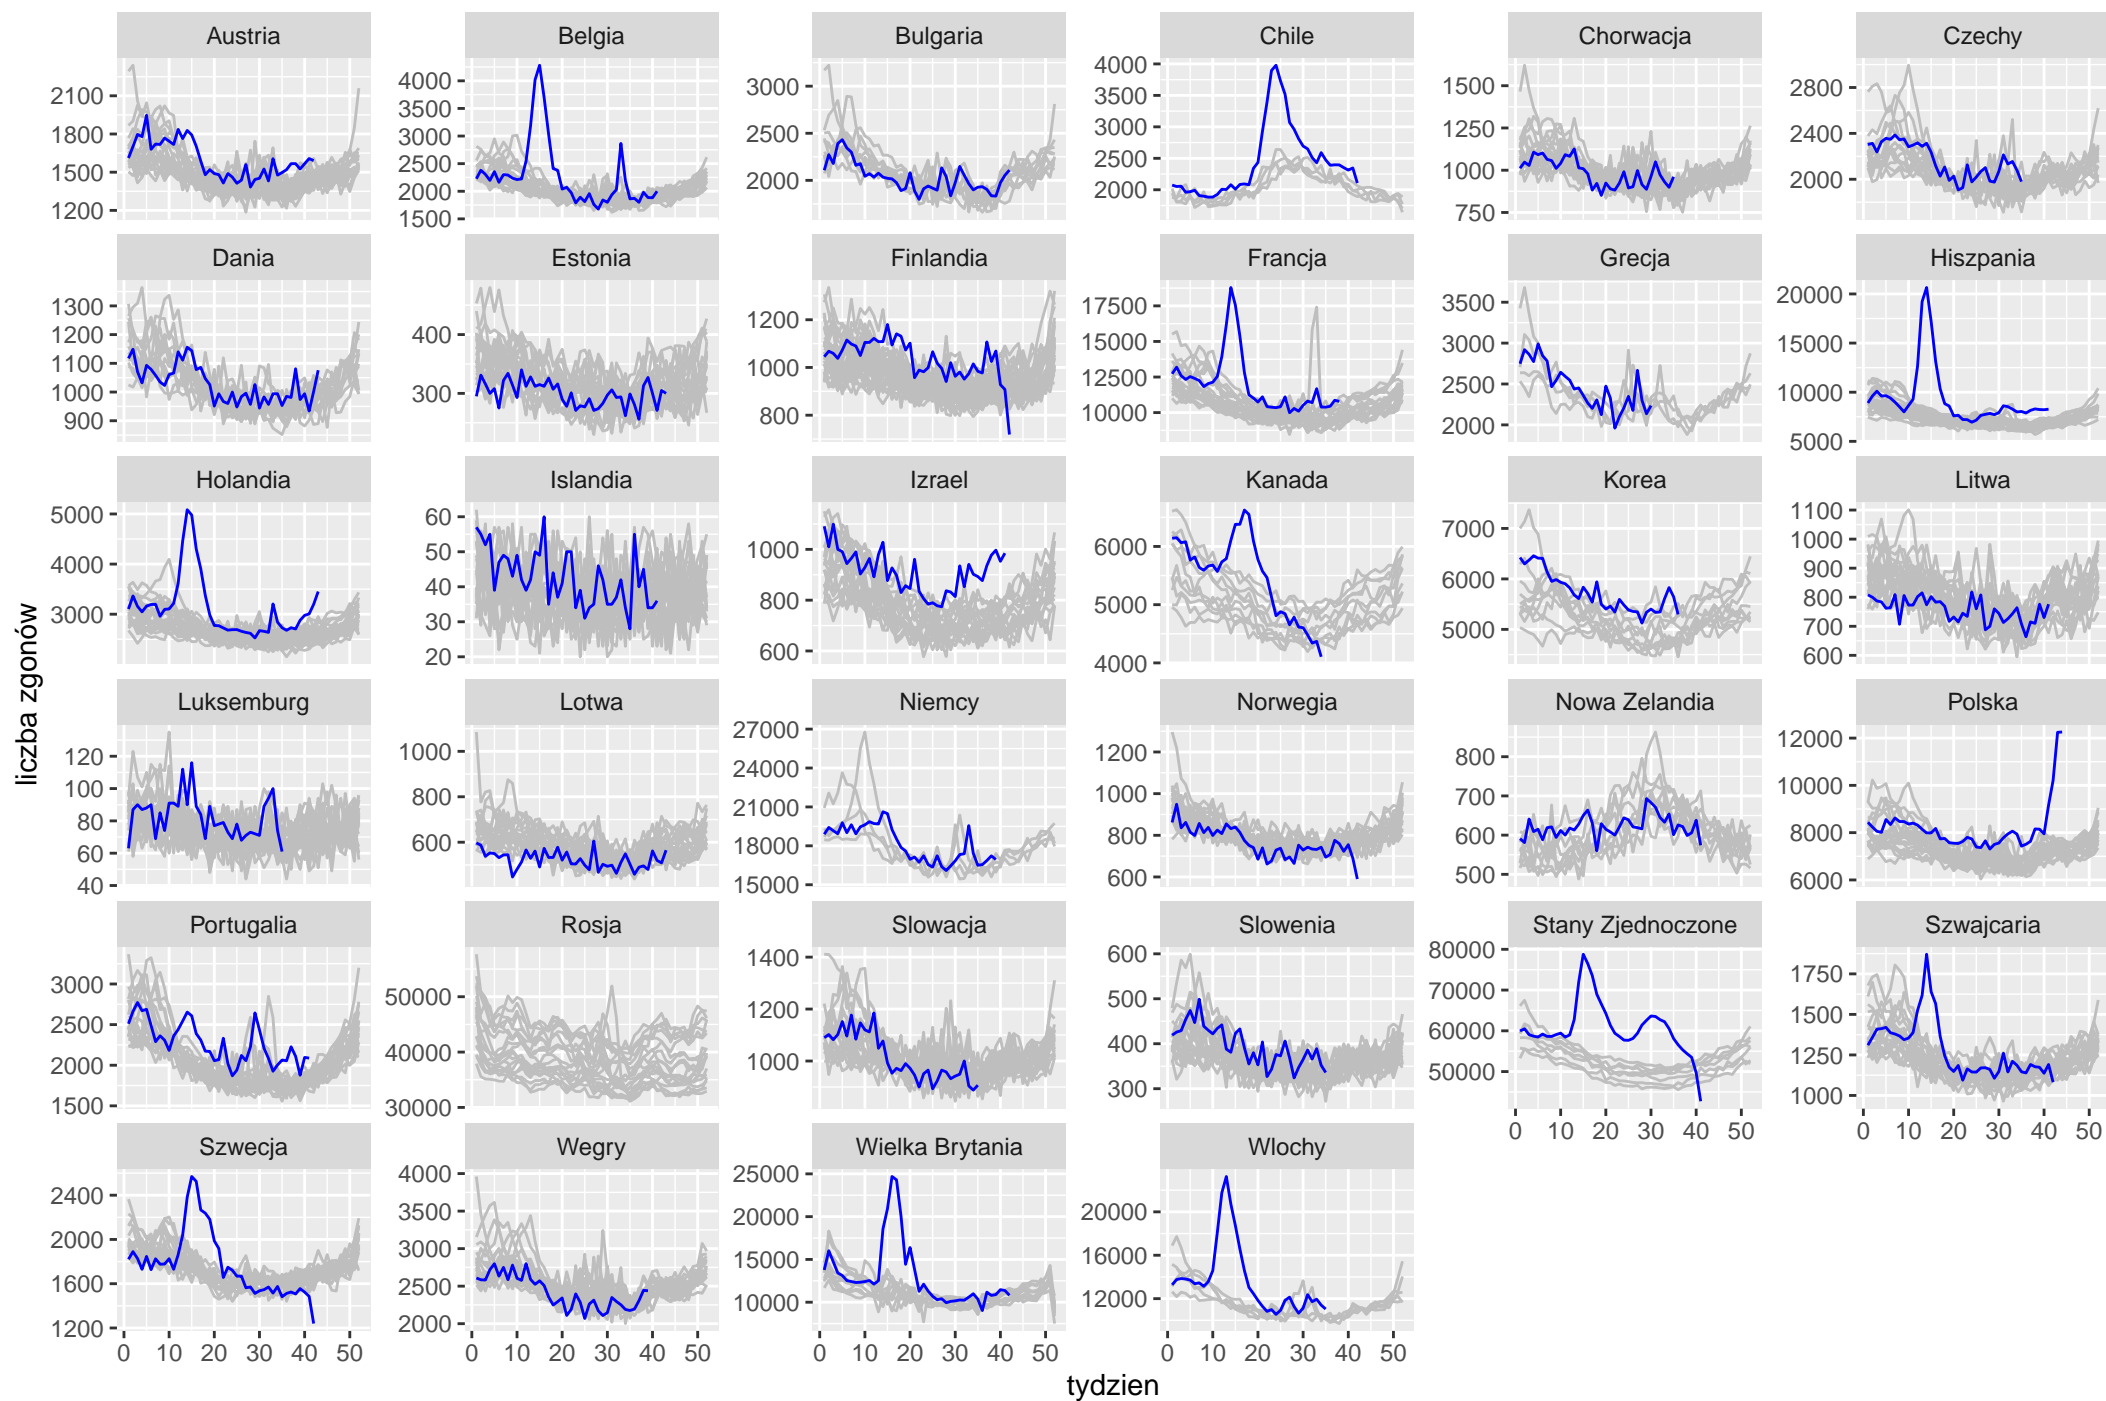 Austria Belgia Bulgaria Chile Chorwacja Czechy
2100 1800 1500 1200
4000 3500 3000 2500 2000 1500
3000 2500 2000
4000 3500 3000 2500 2000
1500 1250 1000 750
2800 2400 2000
Dania Estonia Finlandia Francja Grecja Hiszpania
1300 1200 1100 1000 900
400 300
1200 1000 800
17500 15000 12500 10000
3500 3000 2500 2000
20000 15000 10000 5000
Holandia Islandia Izrael Kanada Korea Litwa
5000 4000 3000
60 50 40 30 20
1000 800 600
6000 5000 4000
7000 6000 5000
1100 1000 900 800 700 600
liczba zgonów
Luksemburg Lotwa Niemcy Norwegia Nowa Zelandia Polska
120 100 80 60 40
1000 800 600
27000 24000 21000 18000 15000
1200 1000 800 600
800 700 600 500
12000 10000 8000 6000
Portugalia Rosja Slowacja Slowenia Stany Zjednoczone Szwajcaria
3000 2500 2000 1500
50000 40000 30000
1400 1200 1000
600 500 400 300
80000 70000 60000 50000
1750 1500 1250 1000
0 10 20 30 40 50
0 10 20 30 40 50
Szwecja Wegry Wielka Brytania Wlochy
2400 2000 1600 1200
4000 3500 3000 2500 2000
25000 20000 15000 10000
20000 16000 12000
0 10 20 30 40 50
0 10 20 30 40 50
0 10 20 30 40 50
0 10 20 30 40 50
tydzien